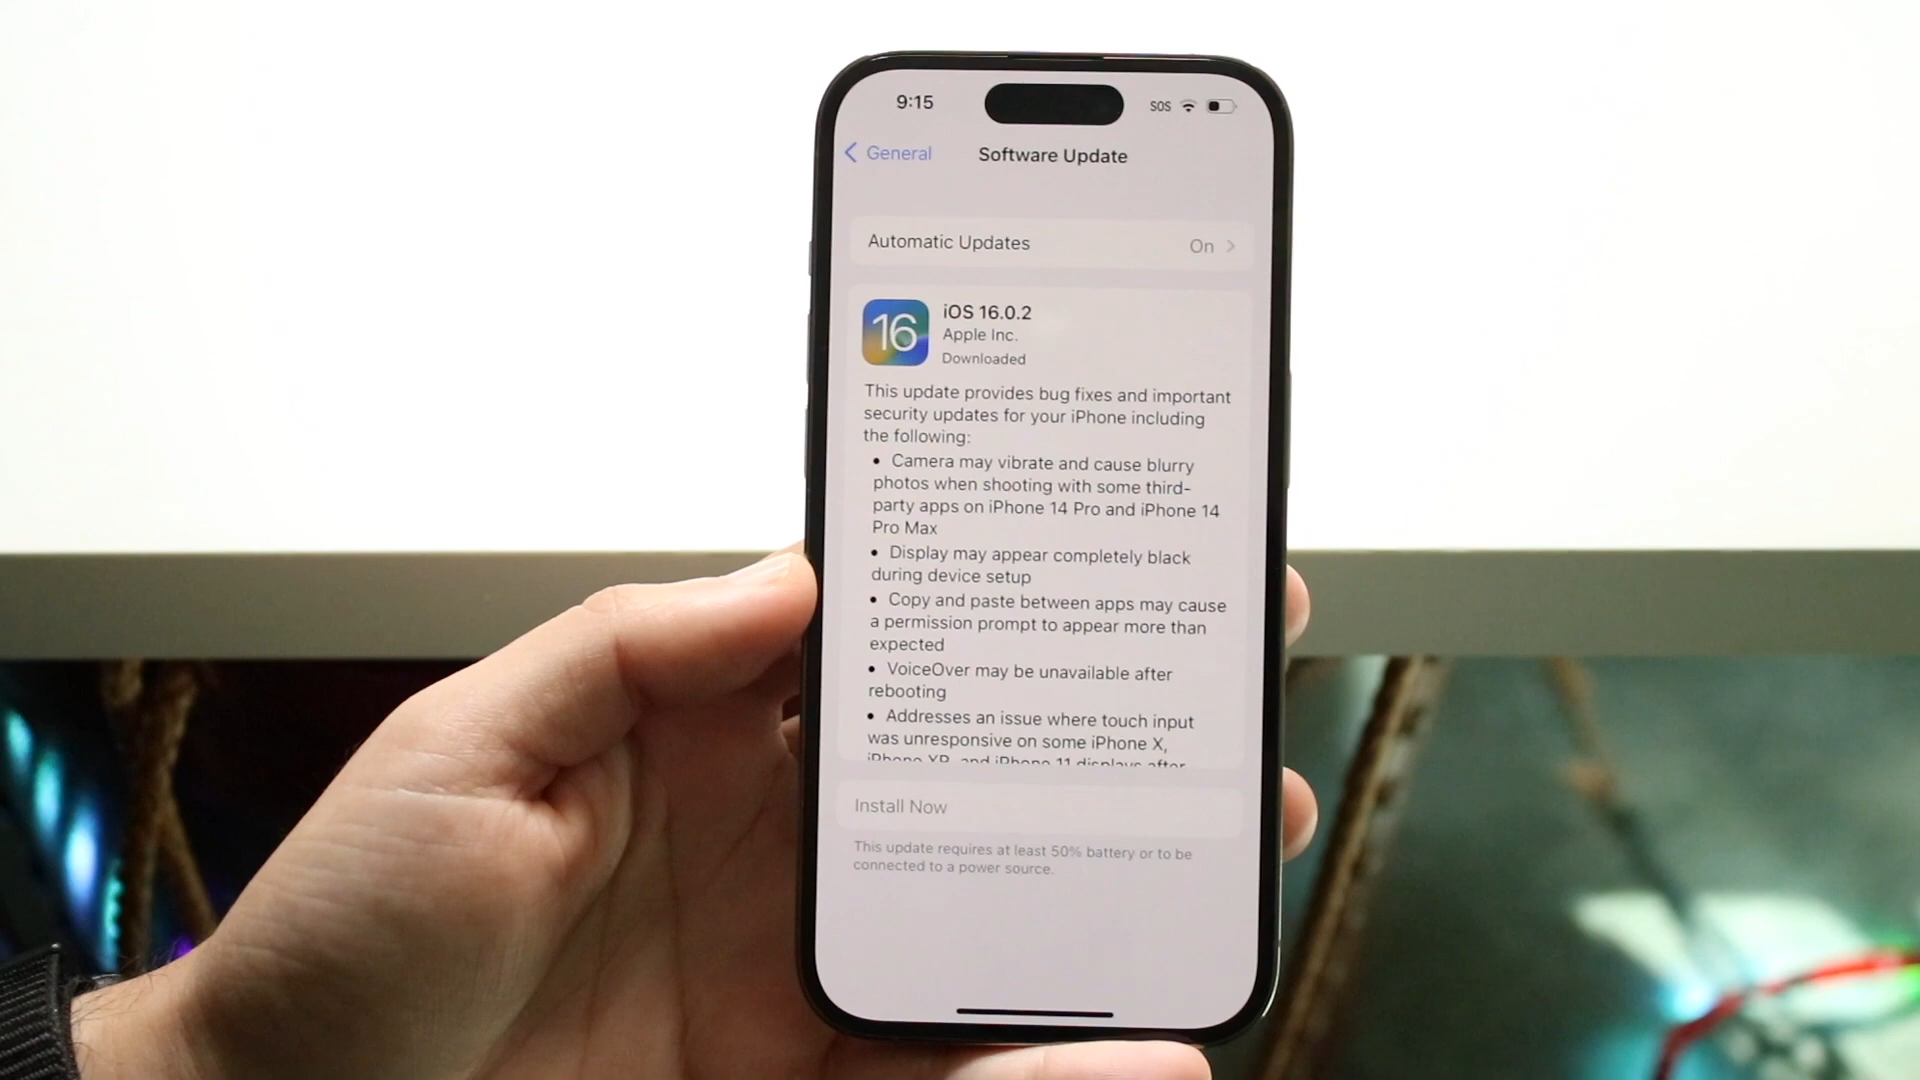 9:15
SOS
General
Software Update
Automatic Updates
On
16
iOS 16.0.2
Apple Inc.
Downloaded
This update provides bug fixes and important
security updates for your iPhone including
the following:
• Camera may vibrate and cause blurry
photos when shooting with some third-
party apps on iPhone 14 Pro and iPhone 14
Pro Max
• Display may appear completely black
during device setup
• Copy and paste between apps may cause
a permission prompt to appear more than
expected
• VoiceOver may be unavailable after
rebooting
• Addresses an issue where touch input
was unresponsive on some iPhone X,
iPhone XR, and iPhone 11 displays after
Install Now
This update requires at least 50% battery or to be
connected to a power source.